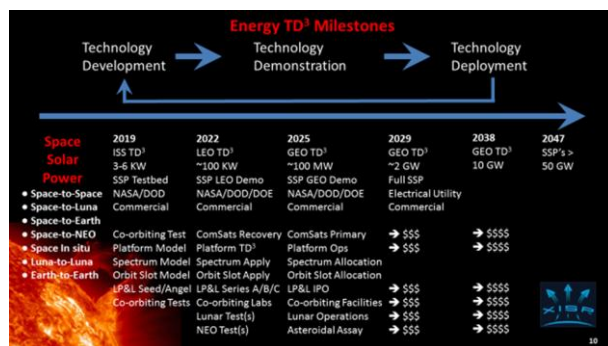 Energy TD³ Milestones
Technology Development
Technology Demonstration
Technology Deployment
Space Solar Power
2019 2022 2025 2029 2038 2047
ISS TD³ LEO TD³ GEO TD³ GEO TD³ GEO TD³ SSP's >
3-6 KW ~100 KW ~100 MW ~2 GW 10 GW 50 GW
SSP Testbed SSP LEO Demo SSP GEO Demo Full SSP
• Space-to-Space NASA/DOD NASA/DOD/DOE NASA/DOD/DOE Electrical Utility
• Space-to-Luna Commercial Commercial Commercial Commercial
• Space-to-Earth
• Space-to-NEO Co-orbiting Test ComSats Recovery ComSats Primary → $$$ → $$$$
• Space In situ Platform Model Platform TD³ Platform Ops → $$$ → $$$$
• Luna-to-Luna Spectrum Model Spectrum Apply Spectrum Allocation
• Earth-to-Earth Orbit Slot Model Orbit Slot Apply Orbit Slot Allocation
LP&L Seed/Angel LP&L Series A/B/C LP&L IPO → $$$ → $$$$
Co-orbiting Tests Co-orbiting Labs Co-orbiting Facilities → $$$ → $$$$
Lunar Test(s) Lunar Operations → $$$ → $$$$
NEO Test(s) Asteroidal Assay → $$$ → $$$$
XISP
10